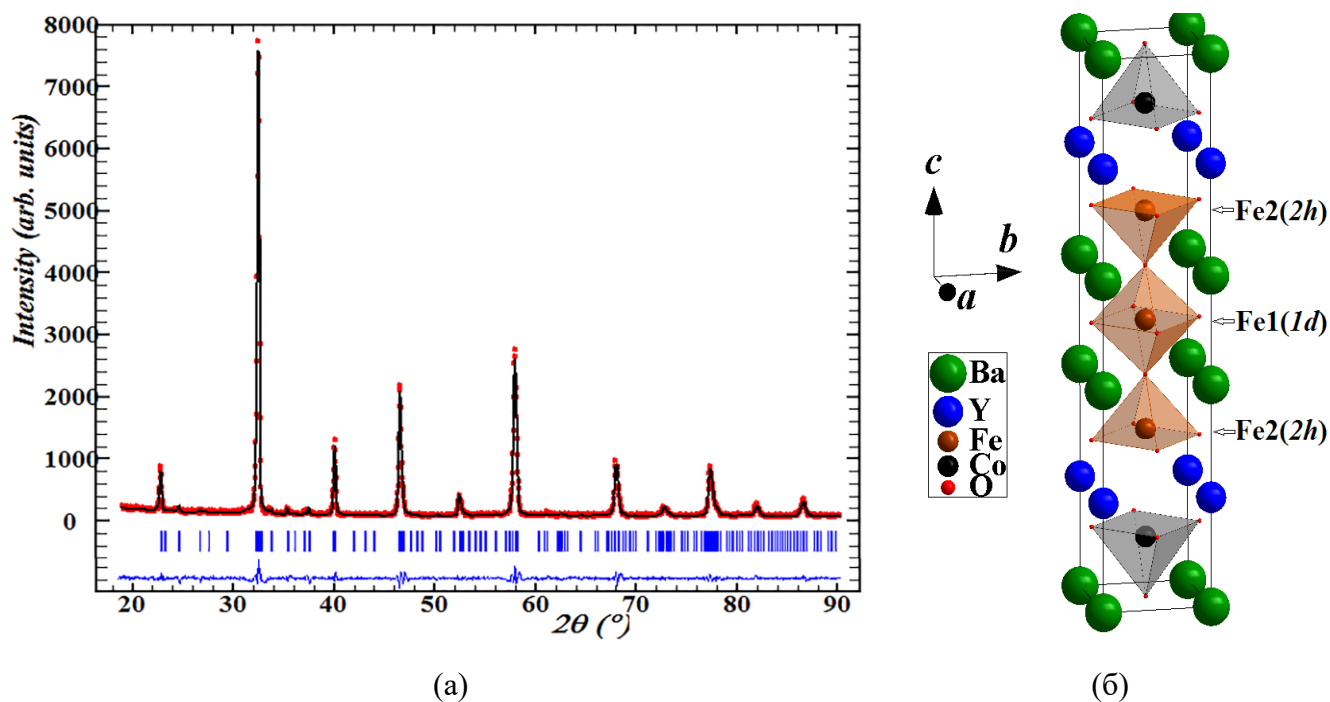 8000
7000
6000
5000
4000
3000
2000
1000
0
Intensity (arb. units)
20 30 40 50 60 70 80 90
2θ (°)
(а)
c
b
a
Ba
Y
Fe
Co
O
Fe2(2h)
Fe1(1d)
Fe2(2h)
(б)